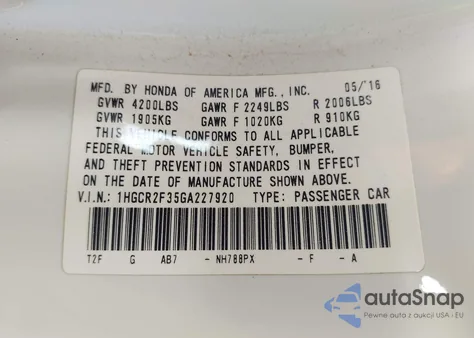 MFD. BY HONDA OF AMERICA MFG., INC. 05/16
GVWR 4200LBS GAWR F 2249LBS R 2006LBS
GVWR 1905KG GAWR F 1020KG R 910KG
THIS VEHICLE CONFORMS TO ALL APPLICABLE
FEDERAL MOTOR VEHICLE SAFETY, BUMPER,
AND THEFT PREVENTION STANDARDS IN EFFECT
ON THE DATE OF MANUFACTURE SHOWN ABOVE.
V.I.N.: 1HGCR2F35GA227920 TYPE: PASSENGER CAR
T2F G AB7 - NH788PX - F - A
autoSnap
Pewne auta z aukcji USA - EU